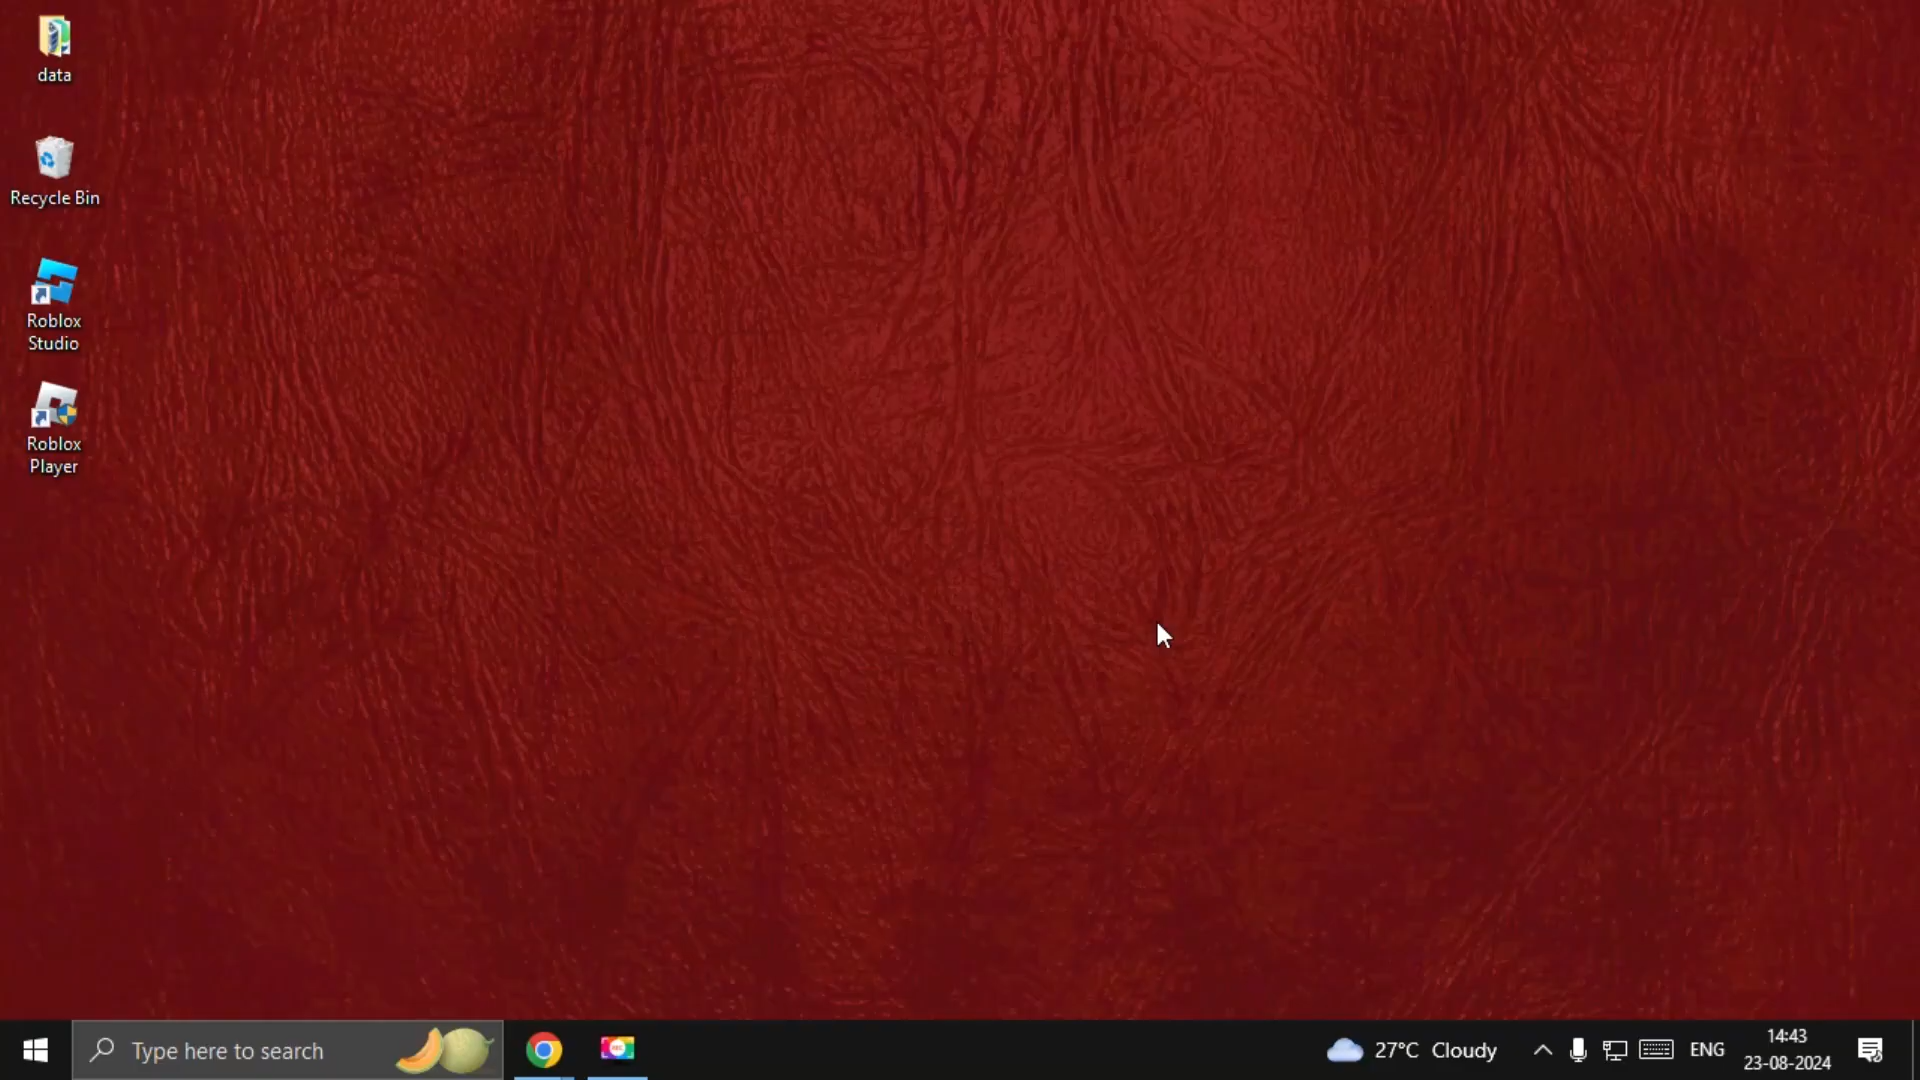 data
Recycle Bin
Roblox
Studio
Roblox
Player
Type here to search
27°C Cloudy
ENG
14:43
23-08-2024